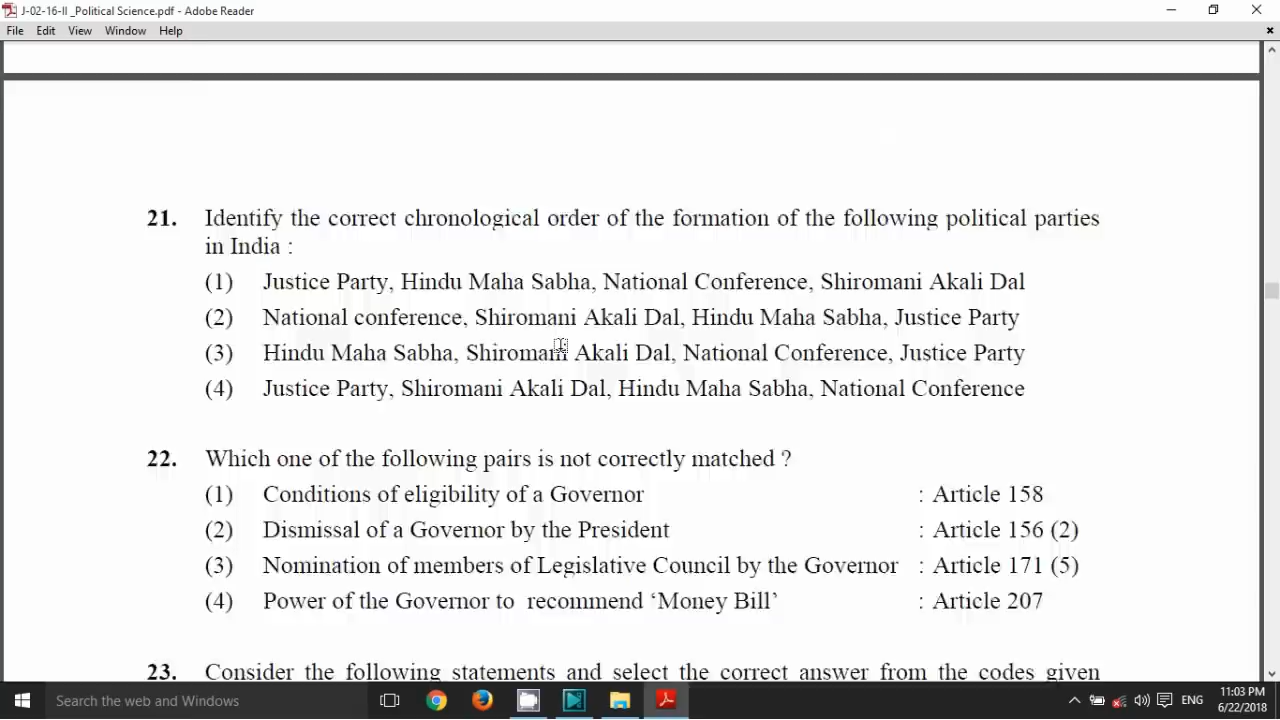 J-02-16-II _Political Science.pdf - Adobe Reader
File Edit View Window Help
21. Identify the correct chronological order of the formation of the following political parties
in India :
(1) Justice Party, Hindu Maha Sabha, National Conference, Shiromani Akali Dal
(2) National conference, Shiromani Akali Dal, Hindu Maha Sabha, Justice Party
(3) Hindu Maha Sabha, Shiromani Akali Dal, National Conference, Justice Party
(4) Justice Party, Shiromani Akali Dal, Hindu Maha Sabha, National Conference
22. Which one of the following pairs is not correctly matched ?
(1) Conditions of eligibility of a Governor : Article 158
(2) Dismissal of a Governor by the President : Article 156 (2)
(3) Nomination of members of Legislative Council by the Governor : Article 171 (5)
(4) Power of the Governor to recommend ‘Money Bill’ : Article 207
23. Consider the following statements and select the correct answer from the codes given
Search the web and Windows
ENG
11:03 PM
6/22/2018